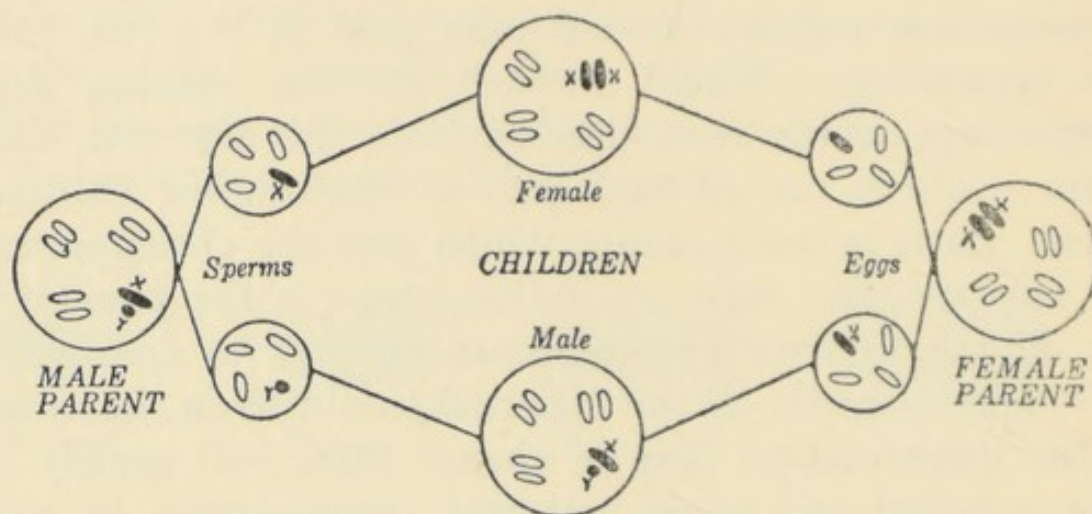 x x
Female
x
Sperms
CHILDREN
Eggs
x
x
x
Y
Male
x
MALE
PARENT
FEMALE
PARENT
x